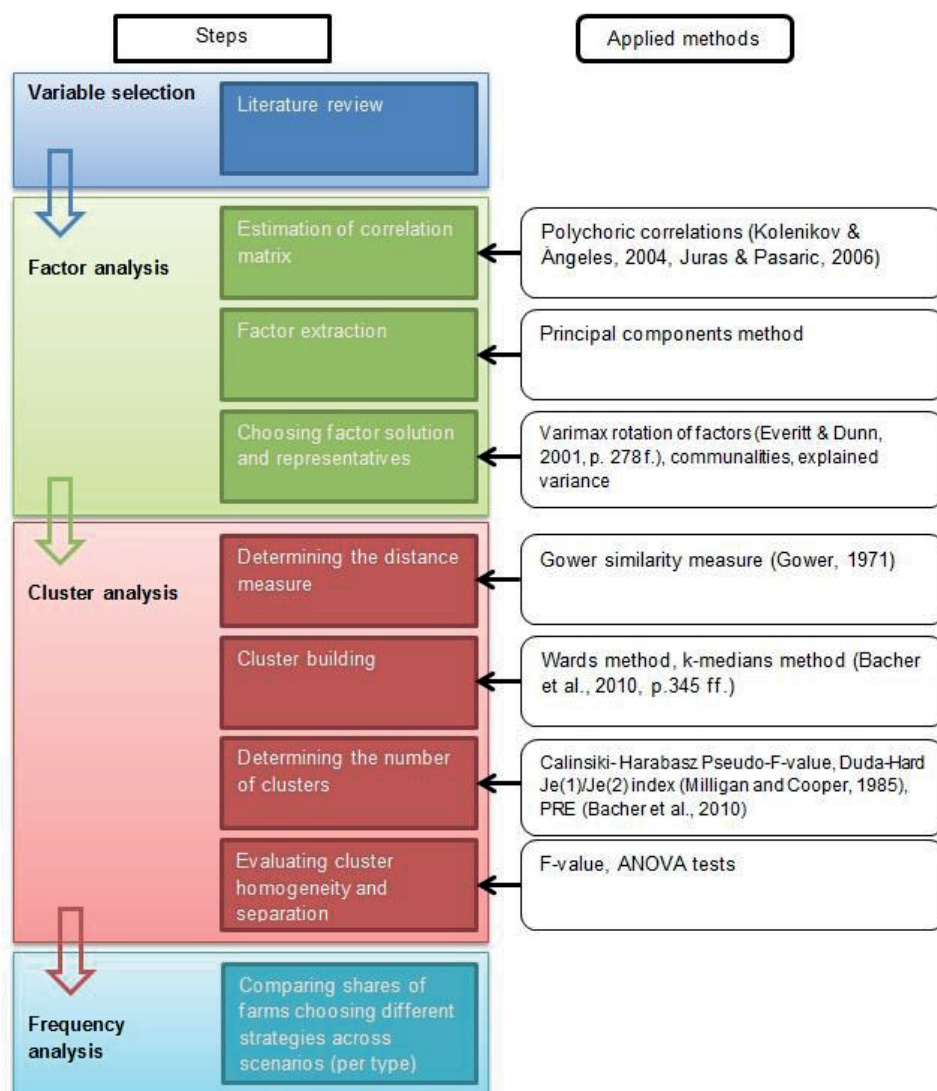 Steps
Applied methods
Variable selection
Literature review
Factor analysis
Estimation of correlation
matrix
Polychoric correlations (Kolenikov &
Àngeles, 2004, Juras & Pasaric, 2006)
Factor extraction
Principal components method
Choosing factor solution
and representatives
Varimax rotation of factors (Everitt & Dunn,
2001, p. 278 f.), communalities, explained
variance
Cluster analysis
Determining the distance
measure
Gower similarity measure (Gower, 1971)
Cluster building
Wards method, k-medians method (Bacher
et al., 2010, p.345 ff.)
Determining the number
of clusters
Calinsiki- Harabasz Pseudo-F-value, Duda-Hard
Je(1)/Je(2) index (Milligan and Cooper, 1985),
PRE (Bacher et al., 2010)
Evaluating cluster
homogeneity and
separation
F-value, ANOVA tests
Frequency
analysis
Comparing shares of
farms choosing different
strategies across
scenarios (per type)